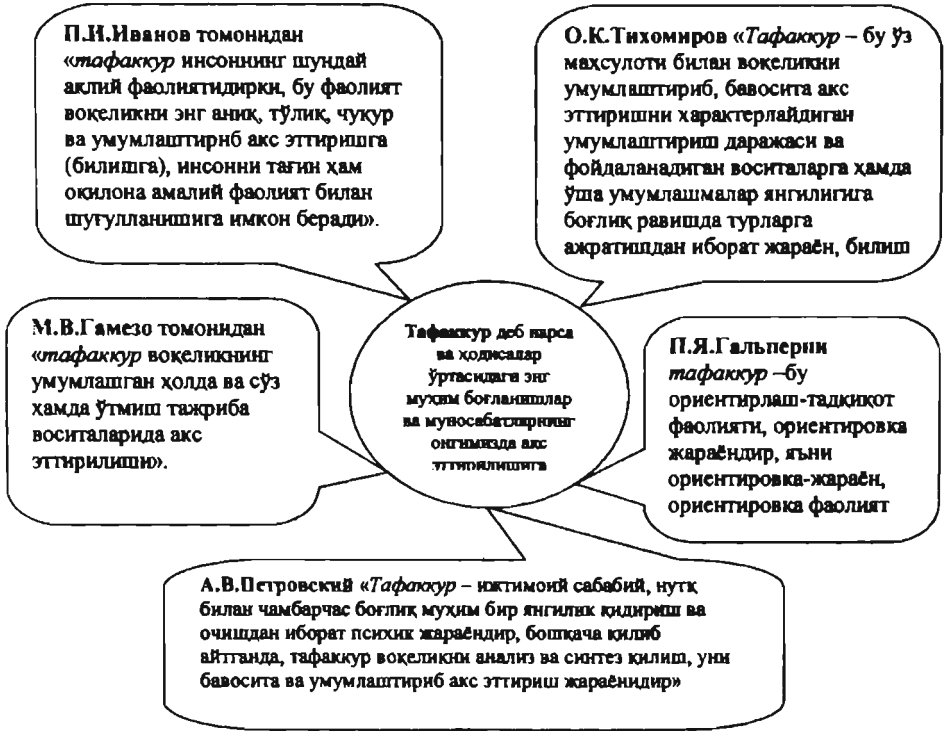 П.И.Иванов томонидан
«тафаккур инсоннинг шундай
ақлий фаолиятидирки, бу фаолият
воқеликни энг аниқ, тўлиқ, чуқур
ва умумлаштириб акс эттиришга
(билишга), инсонни тағин ҳам
оқилона амалий фаолият билан
шуғулланишига имкон беради».
О.К.Тихомиров «Тафаккур – бу ўз
маҳсулоти билан воқеликни
умумлаштириб, бавосита акс
эттиришни характерлайдиган
умумлаштириш даражаси ва
фойдаланадиган воситаларга ҳамда
ўша умумлашмалар янгилигига
боғлиқ равишда турларга
ажратишдан иборат жараён, билиш
М.В.Гамезо томонидан
«тафаккур воқеликнинг
умумлашган ҳолда ва сўз
ҳамда ўтмиш тажриба
воситаларида акс
эттирилиши».
Тафаккур деб нарса
ва ҳодисалар
ўртасидаги энг
муҳим боғланишлар
ва муносабатларнинг
онгимизда акс
эттирилишига
П.Я.Гальперин
тафаккур –бу
ориентирлаш-тадқиқот
фаолияти, ориентировка
жараёндир, яъни
ориентировка-жараён,
ориентировка фаолият
А.В.Петровский «Тафаккур – ижтимоий сабабий, нутқ
билан чамбарчас боғлиқ муҳим бир янгилик қидириш ва
очишдан иборат психик жараёндир, бошқача қилиб
айтганда, тафаккур воқеликни анализ ва синтез қилиш, уни
бавосита ва умумлаштириб акс эттириш жараёнидир»